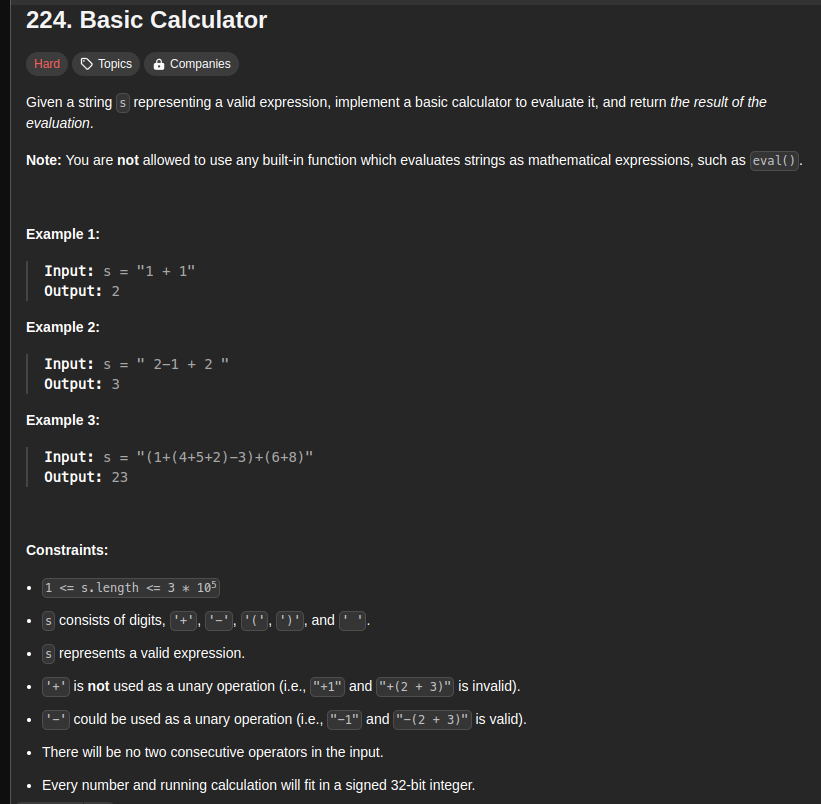 224. Basic Calculator
Hard Topics Companies
Given a string s representing a valid expression, implement a basic calculator to evaluate it, and return the result of the
evaluation.
Note: You are not allowed to use any built-in function which evaluates strings as mathematical expressions, such as eval().
Example 1:
Input: s = "1 + 1"
Output: 2
Example 2:
Input: s = " 2-1 + 2 "
Output: 3
Example 3:
Input: s = "(1+(4+5+2)-3)+(6+8)"
Output: 23
Constraints:
• 1 <= s.length <= 3 * 10⁵
• s consists of digits, '+', '-', '(', ')', and ' '.
• s represents a valid expression.
• '+' is not used as a unary operation (i.e., "+1" and "+(2 + 3)" is invalid).
• '-' could be used as a unary operation (i.e., "-1" and "-(2 + 3)" is valid).
• There will be no two consecutive operators in the input.
• Every number and running calculation will fit in a signed 32-bit integer.